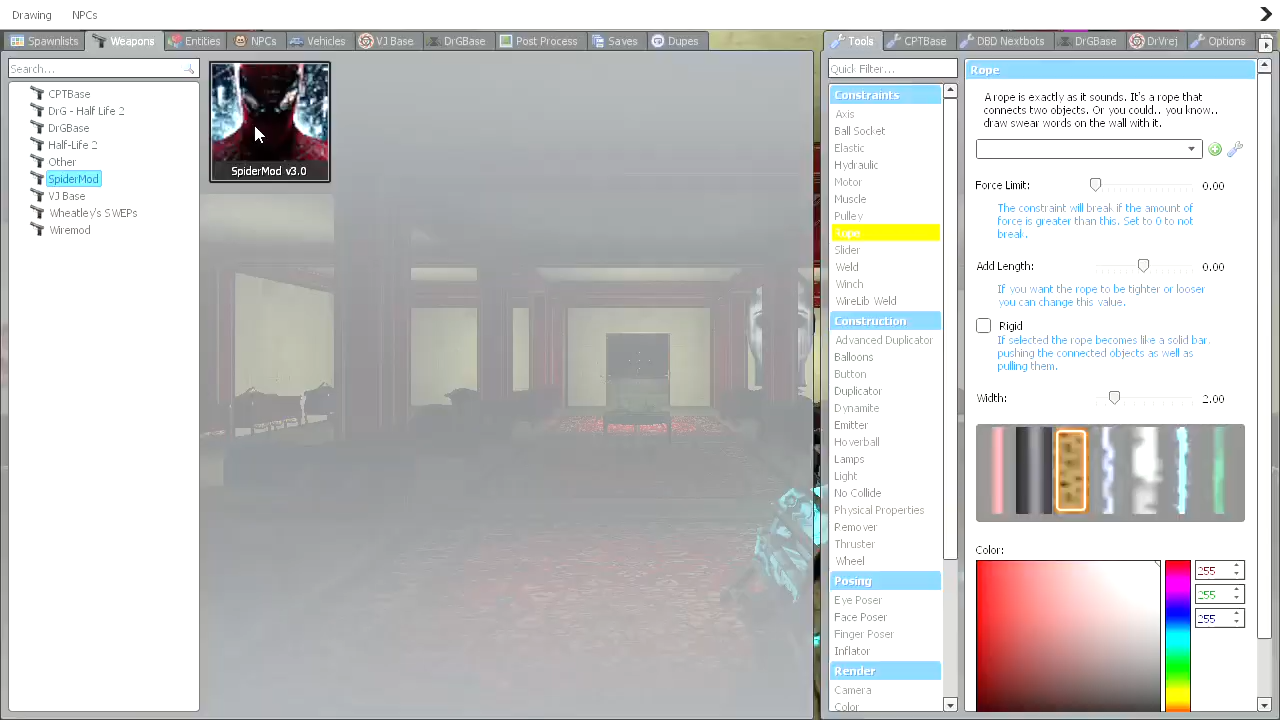 Drawing NPCs
Spawnlists Weapons Entities NPCs Vehicles VJ Base DrGBase Post Process Saves Dupes
Search...
CPTBase
DrG - Half Life 2
DrGBase
Half-Life 2
Other
SpiderMod
VJ Base
Wheatley's SWEPs
Wiremod
SpiderMod v3.0
Tools CPTBase DBD Nextbots DrGBase DrVrej Options
Quick Filter...
Constraints
Axis
Ball Socket
Elastic
Hydraulic
Motor
Muscle
Pulley
Rope
Slider
Weld
Winch
WireLib Weld
Construction
Advanced Duplicator
Balloons
Button
Duplicator
Dynamite
Emitter
Hoverball
Lamps
Light
No Collide
Physical Properties
Remover
Thruster
Wheel
Posing
Eye Poser
Face Poser
Finger Poser
Inflator
Render
Camera
Color
Rope
A rope is exactly as it sounds. It's a rope that
connects two objects. Or you could.. you know..
draw swear words on the wall with it.
Force Limit: 0.00
The constraint will break if the amount of
force is greater than this. Set to 0 to not
break.
Add Length: 0.00
If you want the rope to be tighter or looser
you can change this value.
Rigid
If selected the rope becomes like a solid bar,
pushing the connected objects as well as
pulling them.
Width: 2.00
Color:
255
255
255